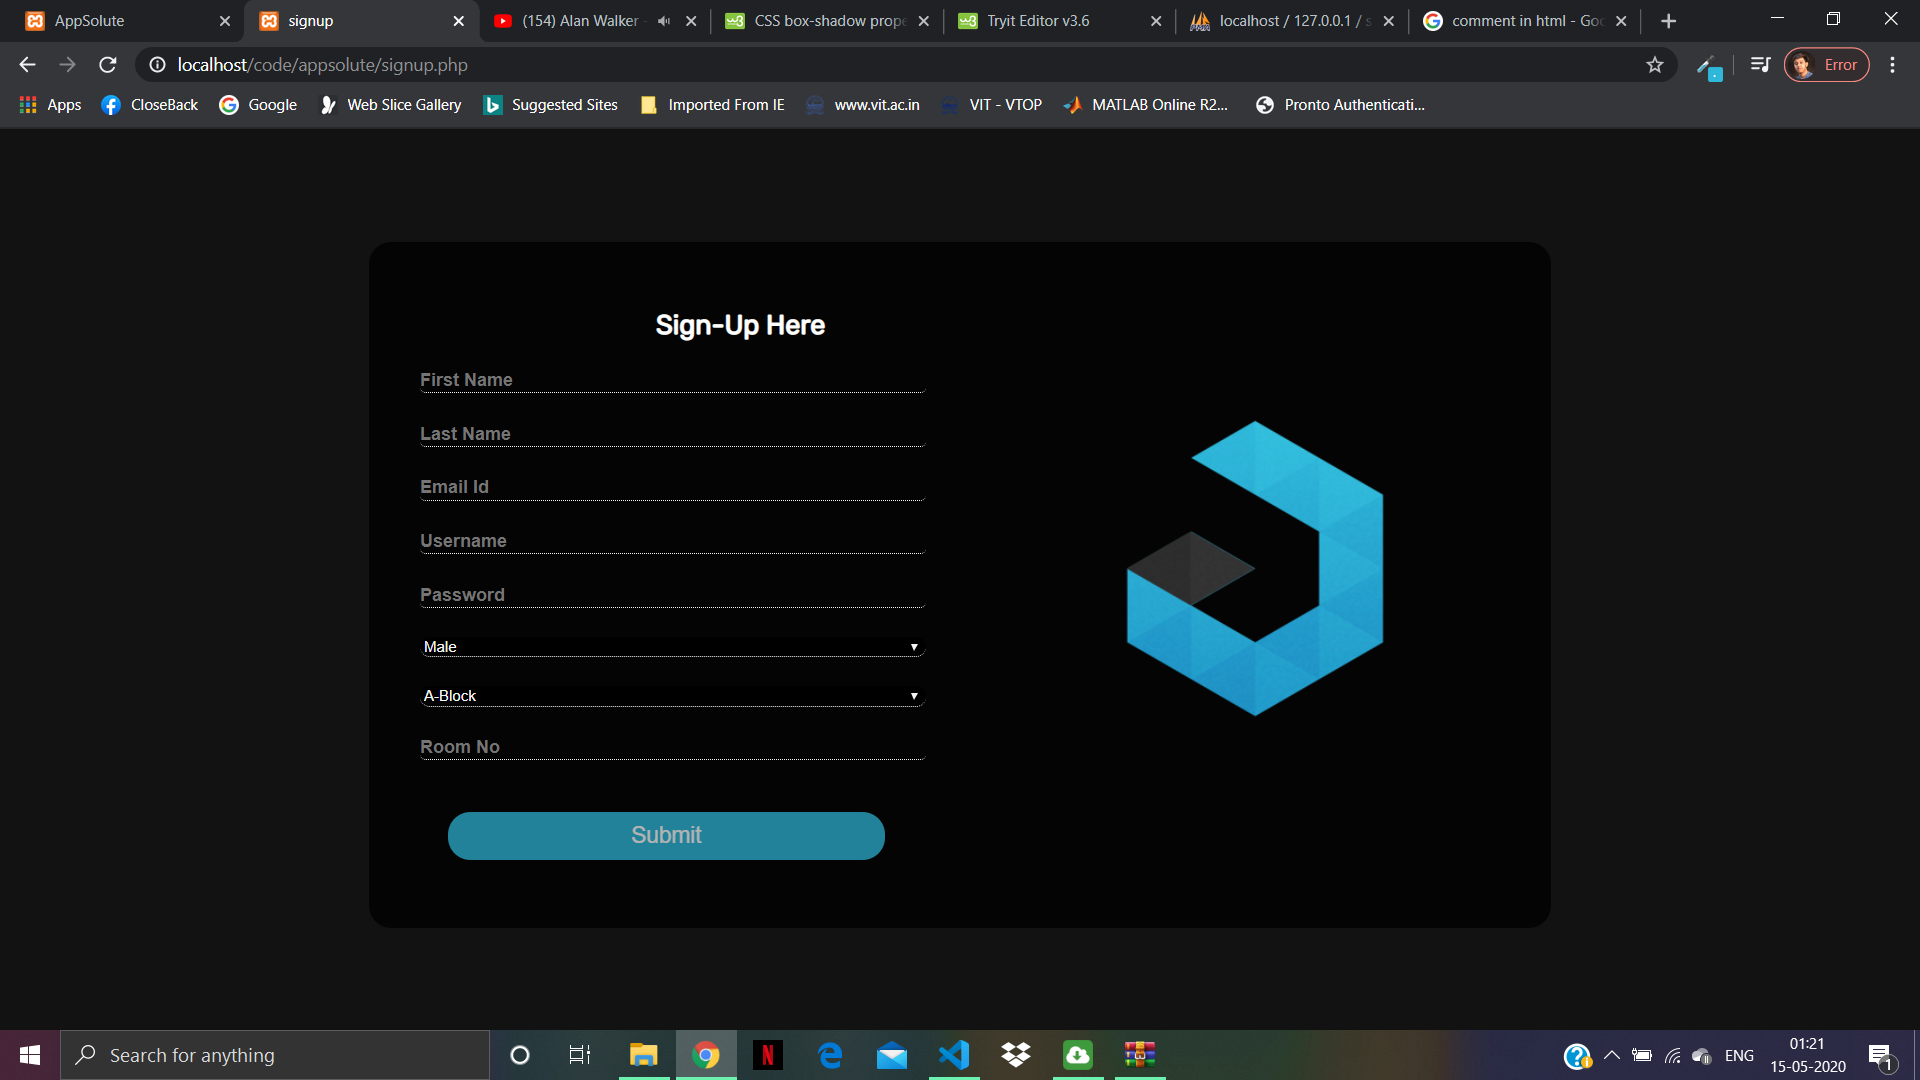 AppSolute
signup
(154) Alan Walker -
CSS box-shadow prope
Tryit Editor v3.6
localhost / 127.0.0.1 / s
comment in html - Goo
localhost/code/appsolute/signup.php
Error
Apps
CloseBack
Google
Web Slice Gallery
Suggested Sites
Imported From IE
www.vit.ac.in
VIT - VTOP
MATLAB Online R2...
Pronto Authenticati...
Sign-Up Here
First Name
Last Name
Email Id
Username
Password
Male
A-Block
Room No
Submit
Search for anything
ENG
01:21
15-05-2020
1